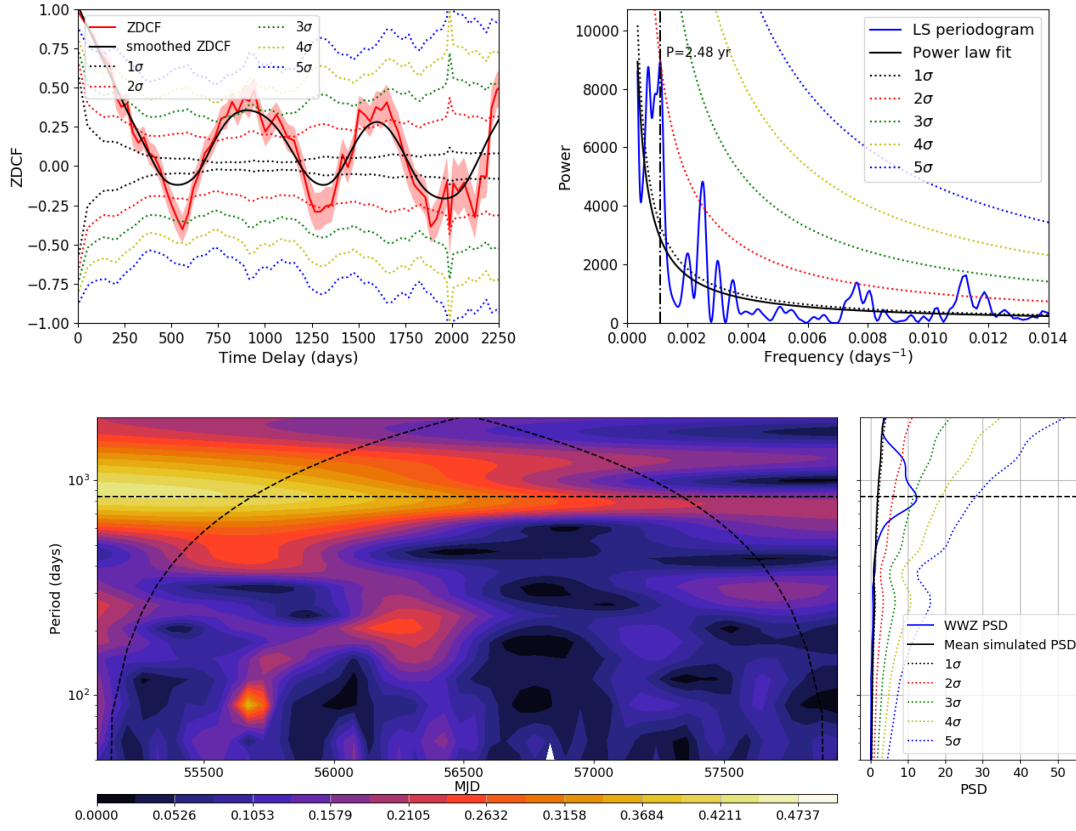 1.00
0.75
0.50
0.25
0.00
−0.25
−0.50
−0.75
−1.00
ZDCF
0 250 500 750 1000 1250 1500 1750 2000 2250
Time Delay (days)
ZDCF
smoothed ZDCF
1σ
2σ
3σ
4σ
5σ
10000
8000
6000
4000
2000
0
Power
0.000 0.002 0.004 0.006 0.008 0.010 0.012 0.014
Frequency (days⁻¹)
P=2.48 yr
LS periodogram
Power law fit
1σ
2σ
3σ
4σ
5σ
10³
10²
Period (days)
55500 56000 56500 57000 57500
MJD
0.0000 0.0526 0.1053 0.1579 0.2105 0.2632 0.3158 0.3684 0.4211 0.4737
WWZ PSD
Mean simulated PSD
1σ
2σ
3σ
4σ
5σ
0 10 20 30 40 50
PSD